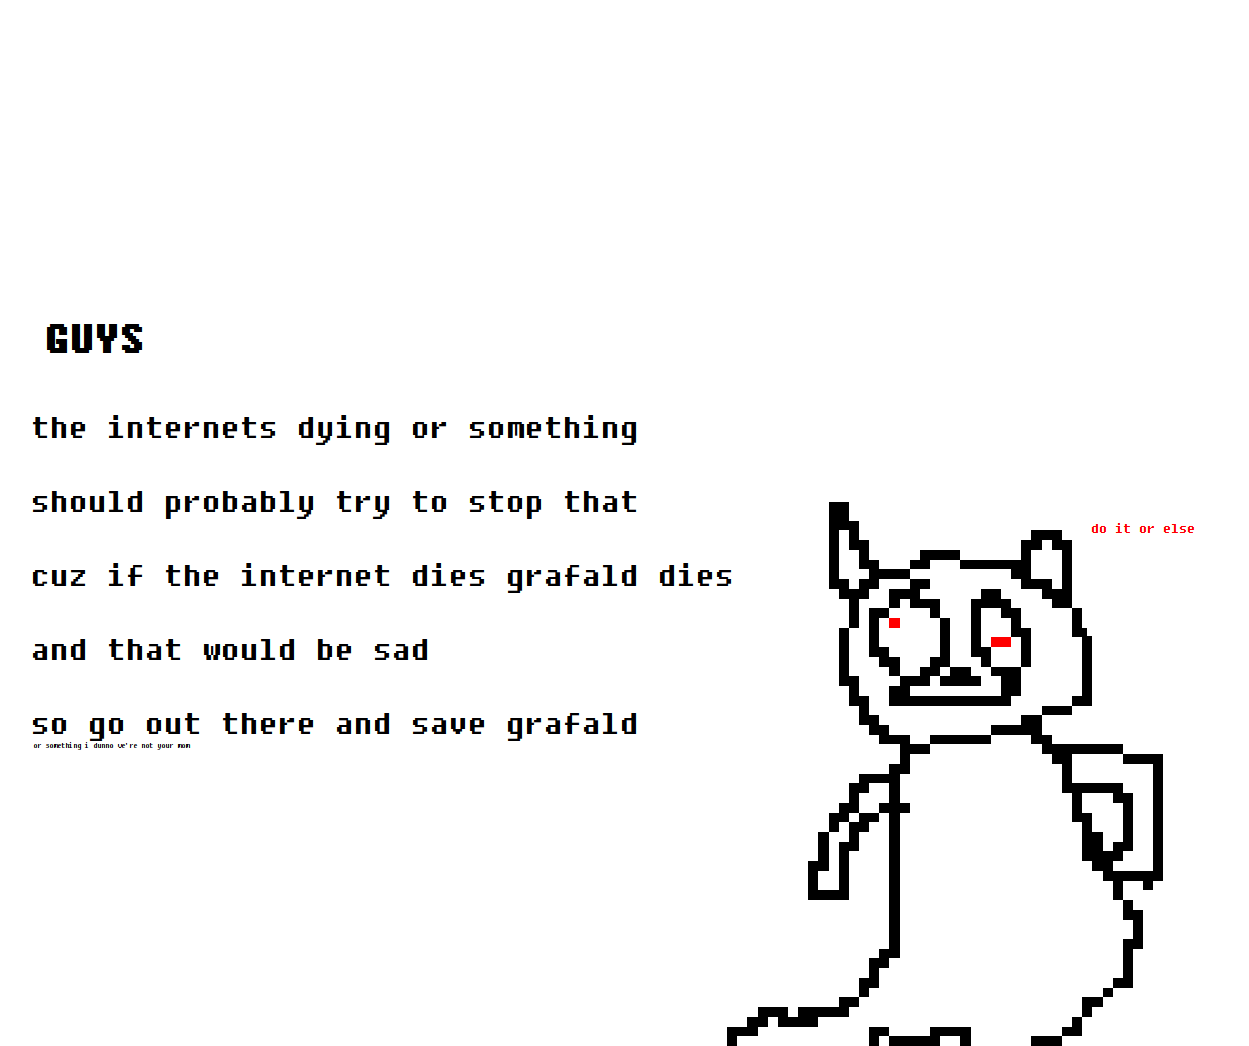 GUYS
the internets dying or something
should probably try to stop that
do it or else
cuz if the internet dies grafald dies
and that would be sad
so go out there and save grafald
or something i dunno we're not your mom